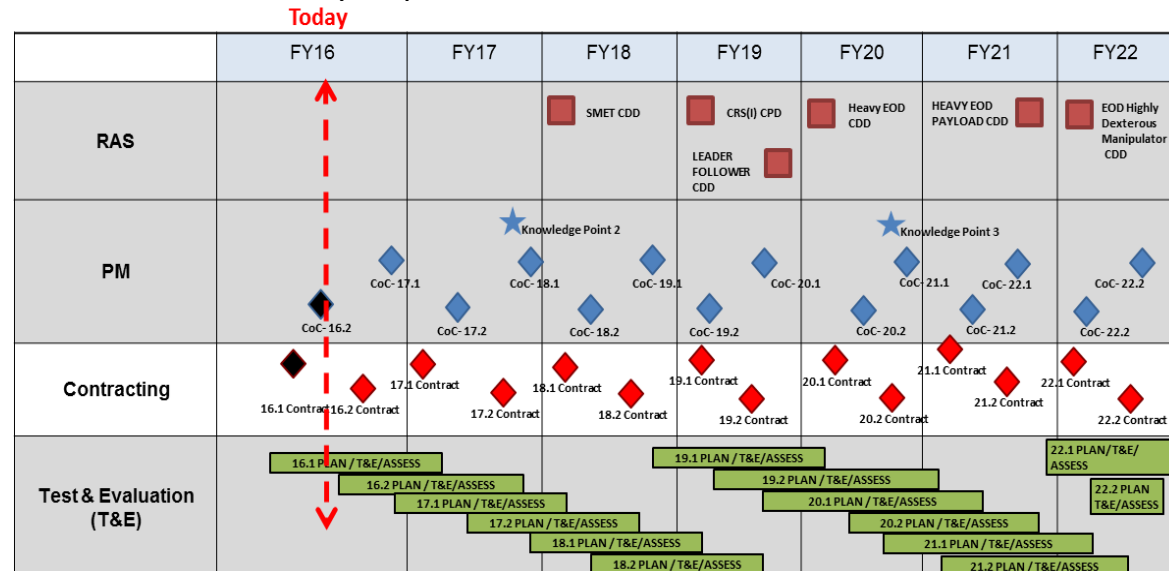 Today
FY16 FY17 FY18 FY19 FY20 FY21 FY22
RAS
SMET CDD
CRS(I) CPD
LEADER
FOLLOWER
CDD
Heavy EOD
CDD
HEAVY EOD
PAYLOAD CDD
EOD Highly
Dexterous
Manipulator
CDD
PM
Knowledge Point 2
Knowledge Point 3
CoC- 17.1
CoC- 18.1
CoC- 19.1
CoC- 20.1
CoC- 21.1
CoC- 22.1
CoC- 22.2
CoC- 16.2
CoC- 17.2
CoC- 18.2
CoC- 19.2
CoC- 20.2
CoC- 21.2
CoC- 22.2
Contracting
16.1 Contract
16.2 Contract
17.1 Contract
17.2 Contract
18.1 Contract
18.2 Contract
19.1 Contract
19.2 Contract
20.1 Contract
20.2 Contract
21.1 Contract
21.2 Contract
22.1
Contract
22.2 Contract
Test & Evaluation
(T&E)
16.1 PLAN / T&E/ASSESS
16.2 PLAN / T&E/ASSESS
17.1 PLAN / T&E/ASSESS
17.2 PLAN / T&E/ASSESS
18.1 PLAN / T&E/ASSESS
18.2 PLAN / T&E/ASSESS
19.1 PLAN / T&E/ASSESS
19.2 PLAN / T&E/ASSESS
20.1 PLAN / T&E/ASSESS
20.2 PLAN / T&E/ASSESS
21.1 PLAN / T&E/ASSESS
21.2 PLAN / T&E/ASSESS
22.1 PLAN/T&E/
ASSESS
22.2 PLAN
T&E/ASSESS